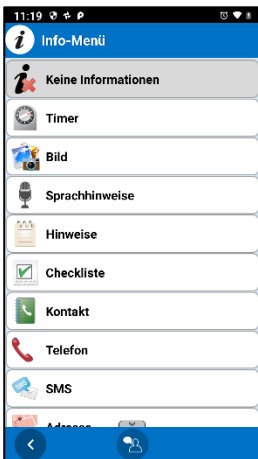 11:19
Info-Menü
Keine Informationen
Timer
Bild
Sprachhinweise
Hinweise
Checkliste
Kontakt
Telefon
SMS